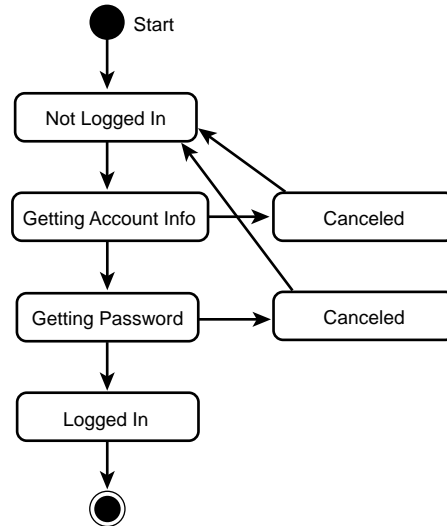 Start
Not Logged In
Getting Account Info
Canceled
Getting Password
Canceled
Logged In